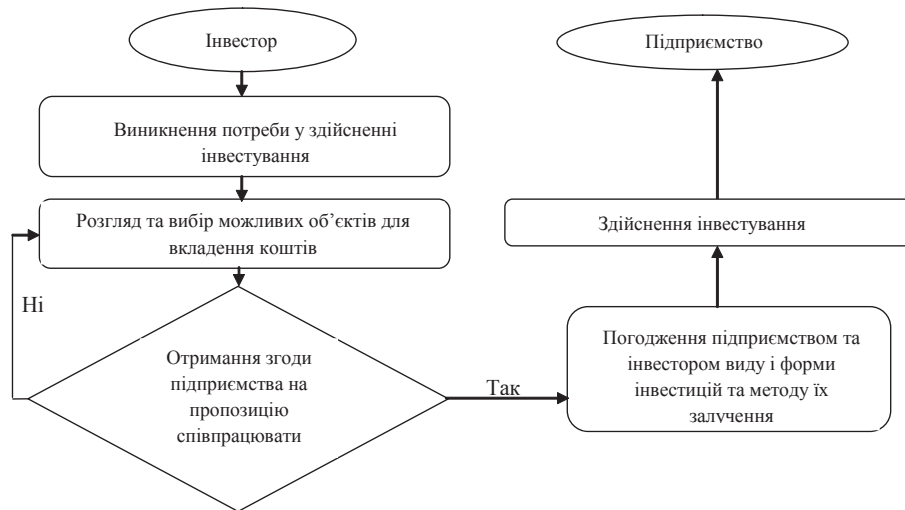 Інвестор
Виникнення потреби у здійсненні
інвестування
Розгляд та вибір можливих об’єктів для
вкладення коштів
Ні
Отримання згоди
підприємства на
пропозицію
співпрацювати
Так
Підприємство
Здійснення інвестування
Погодження підприємством та
інвестором виду і форми
інвестицій та методу їх
залучення